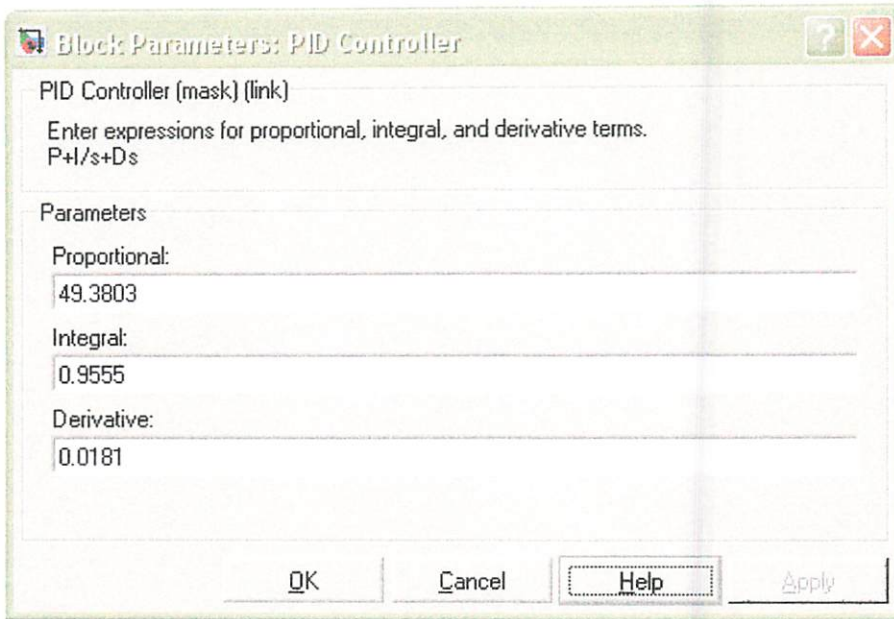 Block Parameters: PID Controller
PID Controller (mask) (link)
Enter expressions for proportional, integral, and derivative terms.
P+I/s+Ds
Parameters
Proportional:
49.3803
Integral:
0.9555
Derivative:
0.0181
OK Cancel Help Apply